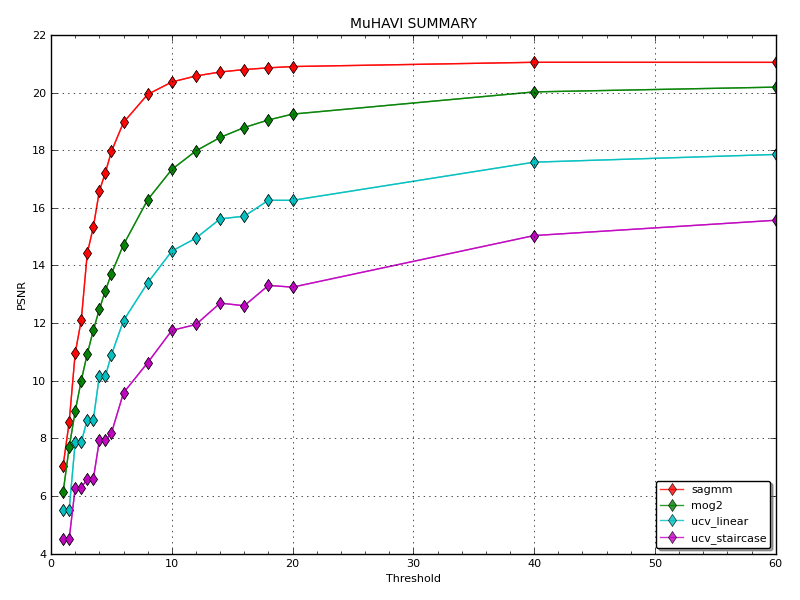 MuHAVI SUMMARY
22
20
18
16
14
12
10
8
6
4
PSNR
sagmm
mog2
ucv_linear
ucv_staircase
0 10 20 30 40 50 60
Threshold